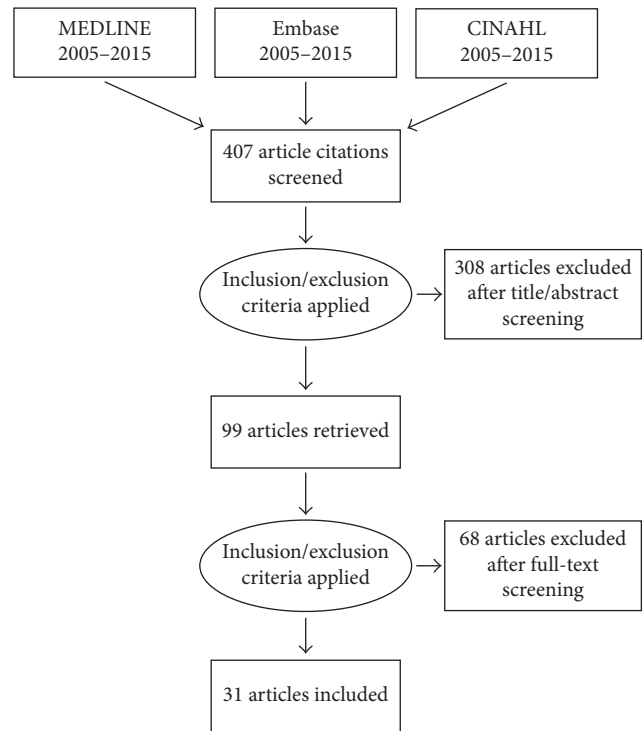 MEDLINE
2005–2015
Embase
2005–2015
CINAHL
2005–2015
407 article citations
screened
Inclusion/exclusion
criteria applied
308 articles excluded
after title/abstract
screening
99 articles retrieved
Inclusion/exclusion
criteria applied
68 articles excluded
after full-text
screening
31 articles included